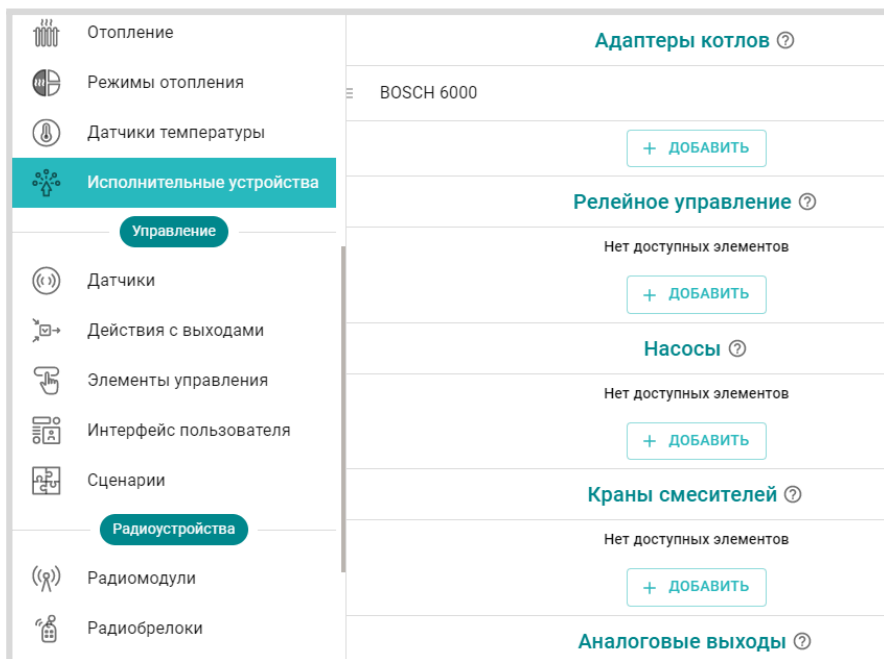 Отопление
Режимы отопления
Датчики температуры
Исполнительные устройства
Управление
Датчики
Действия с выходами
Элементы управления
Интерфейс пользователя
Сценарии
Радиоустройства
Радиомодули
Радиобрелоки
Адаптеры котлов
BOSCH 6000
+ ДОБАВИТЬ
Релейное управление
Нет доступных элементов
+ ДОБАВИТЬ
Насосы
Нет доступных элементов
+ ДОБАВИТЬ
Краны смесителей
Нет доступных элементов
+ ДОБАВИТЬ
Аналоговые выходы